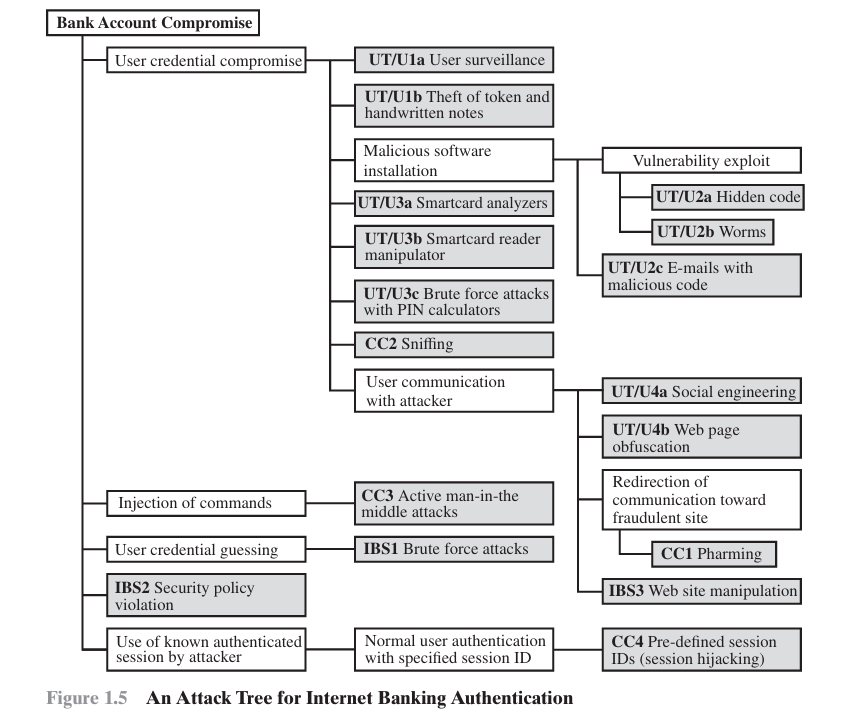 Bank Account Compromise
User credential compromise
UT/U1a User surveillance
UT/U1b Theft of token and
handwritten notes
Malicious software
installation
Vulnerability exploit
UT/U2a Hidden code
UT/U2b Worms
UT/U2c E-mails with
malicious code
UT/U3a Smartcard analyzers
UT/U3b Smartcard reader
manipulator
UT/U3c Brute force attacks
with PIN calculators
CC2 Sniffing
User communication
with attacker
UT/U4a Social engineering
UT/U4b Web page
obfuscation
Redirection of
communication toward
fraudulent site
CC1 Pharming
IBS3 Web site manipulation
Injection of commands
CC3 Active man-in-the
middle attacks
User credential guessing
IBS1 Brute force attacks
IBS2 Security policy
violation
Use of known authenticated
session by attacker
Normal user authentication
with specified session ID
CC4 Pre-defined session
IDs (session hijacking)
Figure 1.5 An Attack Tree for Internet Banking Authentication